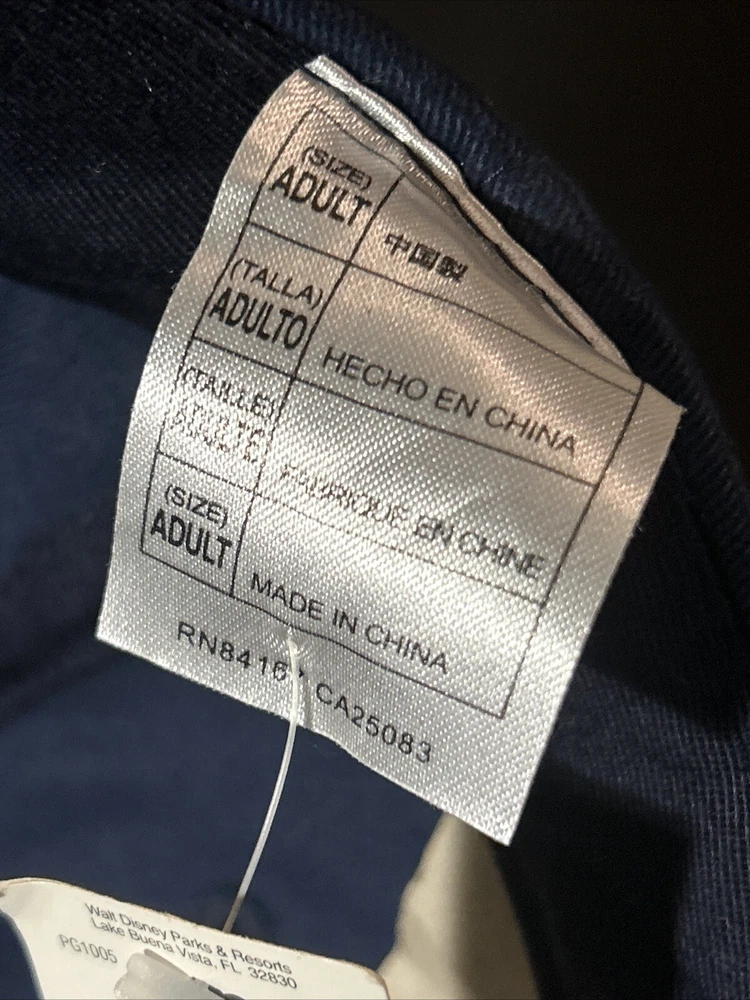 (SIZE)
ADULT
中国製
(TALLA)
ADULTO
HECHO EN CHINA
(TAILLE)
ADULTE
FABRIQUE EN CHINE
(SIZE)
ADULT
MADE IN CHINA
CA25083
Walt Disney Parks & Resorts
Lake Buena Vista, FL 32830
PG1005